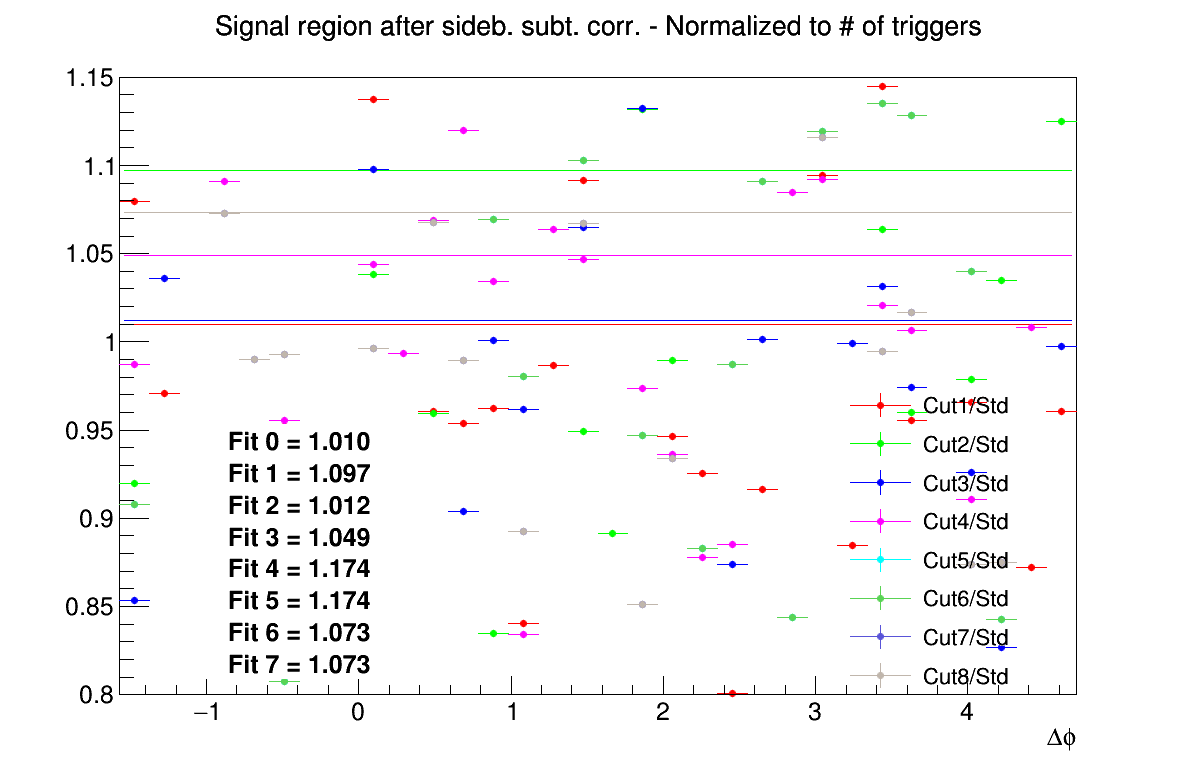 Signal region after sideb. subt. corr. - Normalized to # of triggers
1.15
1.1
1.05
1
0.95
0.9
0.85
0.8
Fit 0 = 1.010
Fit 1 = 1.097
Fit 2 = 1.012
Fit 3 = 1.049
Fit 4 = 1.174
Fit 5 = 1.174
Fit 6 = 1.073
Fit 7 = 1.073
Cut1/Std
Cut2/Std
Cut3/Std
Cut4/Std
Cut5/Std
Cut6/Std
Cut7/Std
Cut8/Std
−1 0 1 2 3 4
Δϕ